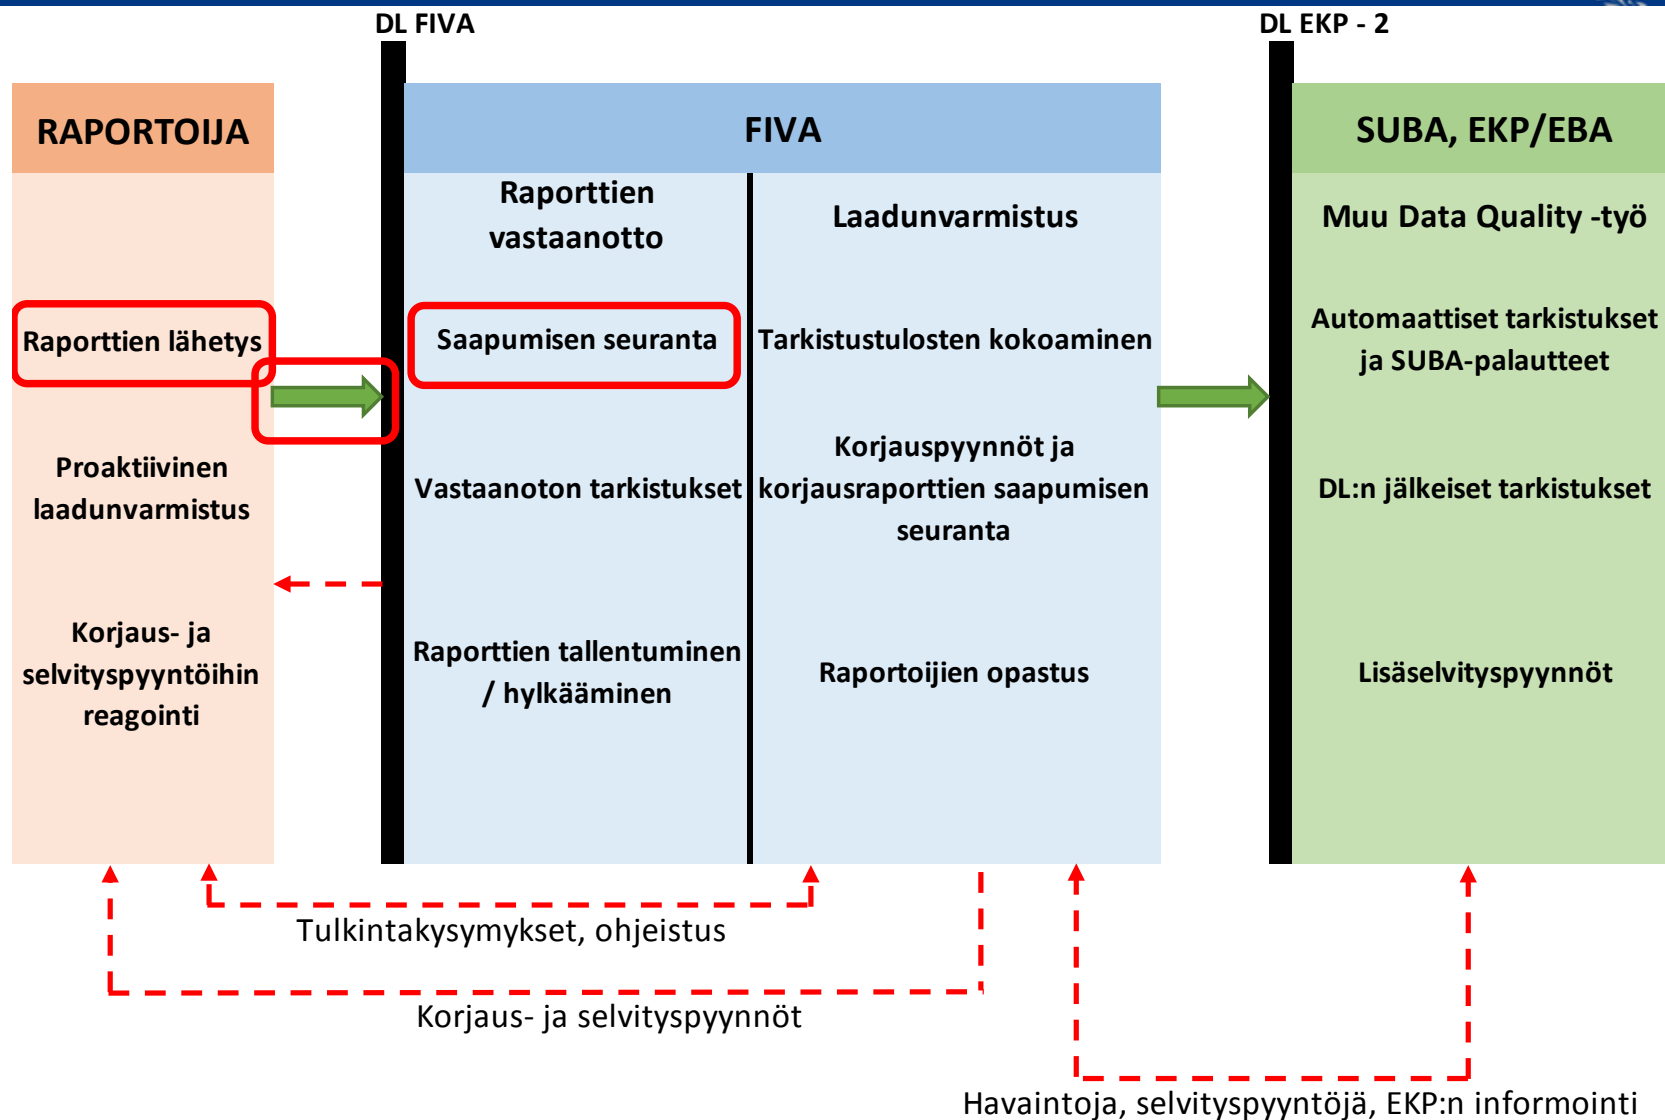 DL FIVA
DL EKP - 2
RAPORTOIJA
Raporttien lähetys
Proaktiivinen
laadunvarmistus
Korjaus- ja
selvityspyyntöihin
reagointi
FIVA
Raporttien
vastaanotto
Saapumisen seuranta
Vastaanoton tarkistukset
Raporttien tallentuminen
/ hylkääminen
Laadunvarmistus
Tarkistustulosten kokoaminen
Korjauspyynnöt ja
korjausraporttien saapumisen
seuranta
Raportoijien opastus
SUBA, EKP/EBA
Muu Data Quality -työ
Automaattiset tarkistukset
ja SUBA-palautteet
DL:n jälkeiset tarkistukset
Lisäselvityspyynnöt
Tulkintakysymykset, ohjeistus
Korjaus- ja selvityspyynnöt
Havaintoja, selvityspyyntöjä, EKP:n informointi